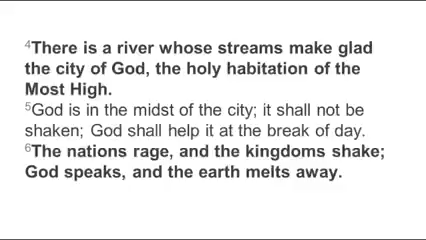 ⁴There is a river whose streams make glad
the city of God, the holy habitation of the
Most High.
⁵God is in the midst of the city; it shall not be
shaken; God shall help it at the break of day.
⁶The nations rage, and the kingdoms shake;
God speaks, and the earth melts away.